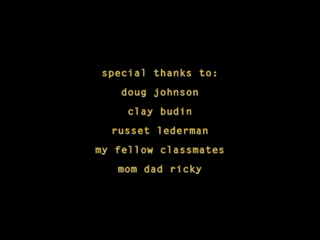 special thanks to:
doug johnson
clay budin
russet lederman
my fellow classmates
mom dad ricky